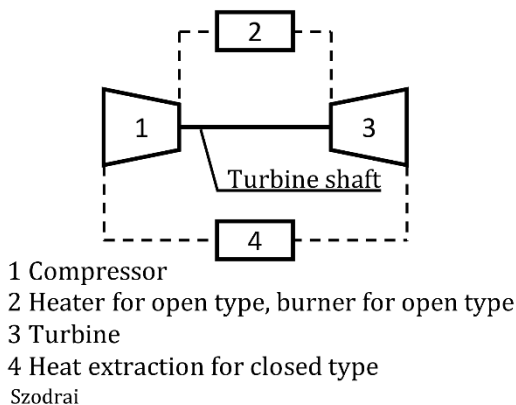 2
1
3
Turbine shaft
4
1 Compressor
2 Heater for open type, burner for open type
3 Turbine
4 Heat extraction for closed type
Szodrai